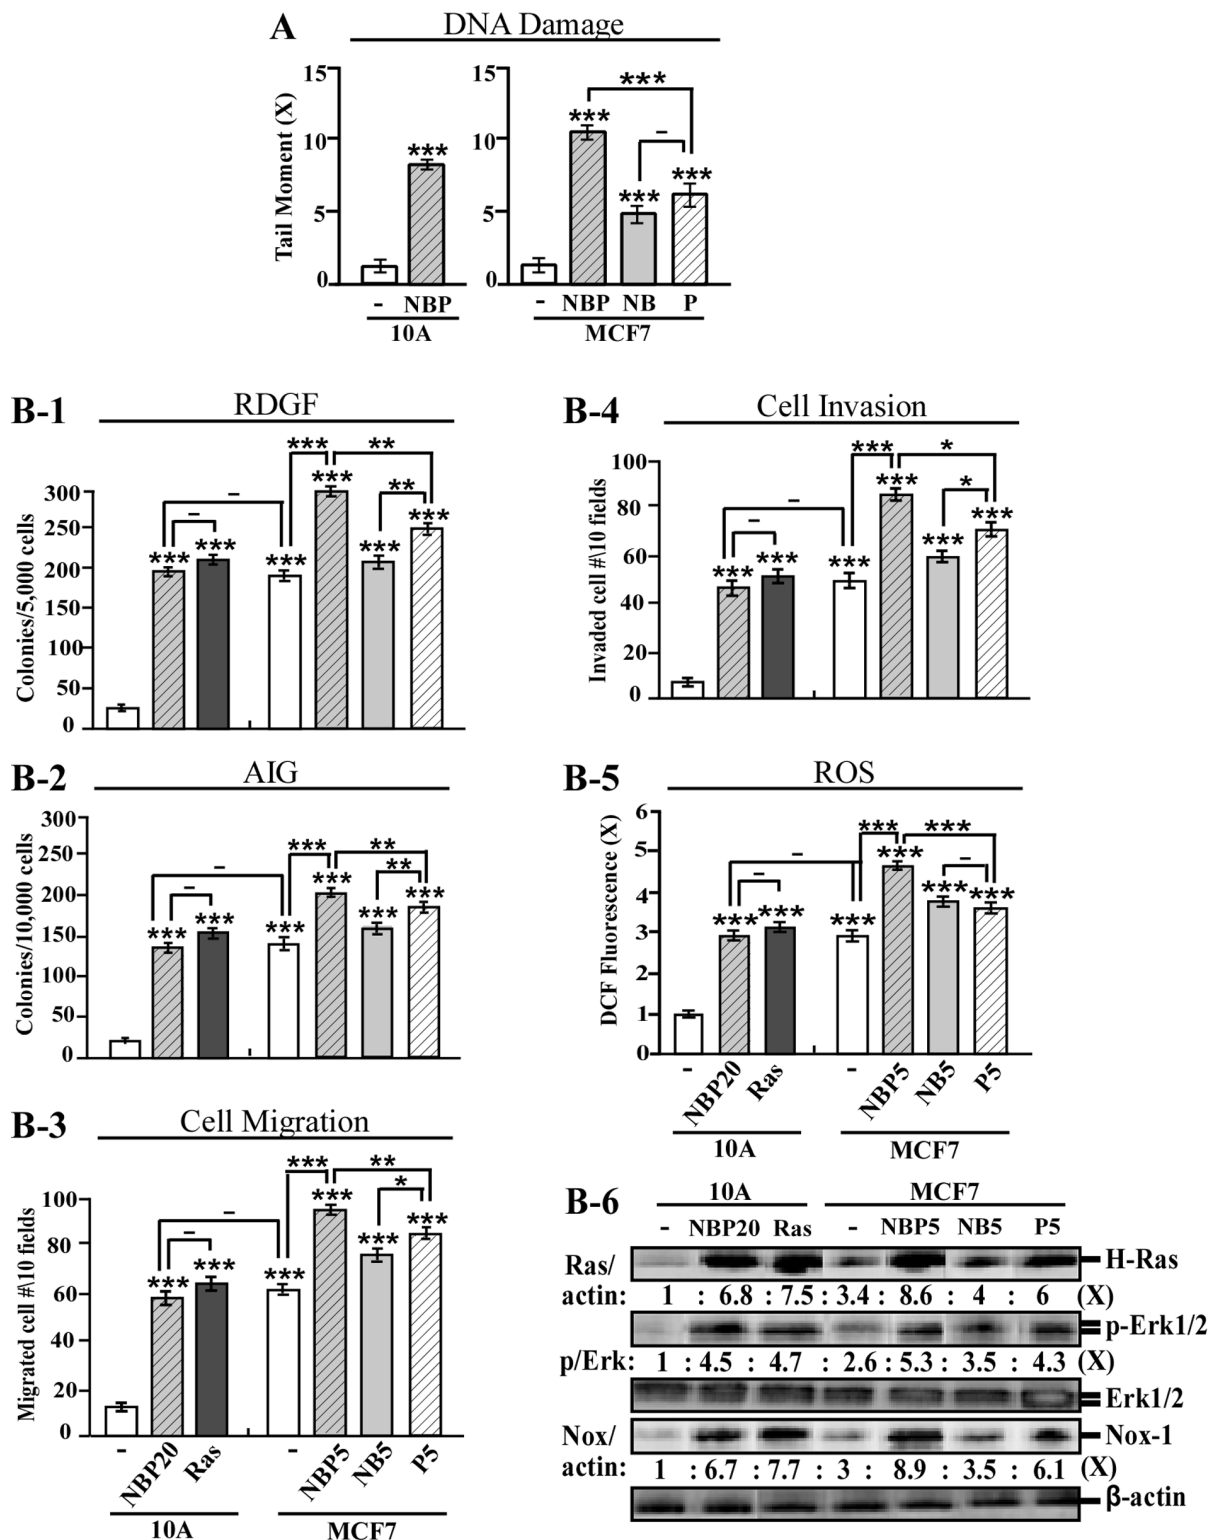 A
DNA Damage
Tail Moment (X)
15
10
5
0
***
- NBP
10A
15
10
5
0
***
***
–
***
***
- NBP NB P
MCF7
B-1
RDGF
Colonies/5,000 cells
300
250
200
150
100
50
0
*** **
– *** **
– ***
*** *** *** ***
B-2
AIG
Colonies/10,000 cells
300
250
200
150
100
50
0
*** **
– *** **
– *** ***
*** *** ***
B-3
Cell Migration
Migrated cell #\10 fields
100
80
60
40
20
0
*** **
– *** *
– *** ***
*** *** ***
- NBP20 Ras - NBP5 NB5 P5
10A MCF7
B-4
Cell Invasion
Invaded cell #\10 fields
100
80
60
40
20
0
*** *
– *** *
– ***
*** *** *** ***
B-5
ROS
DCF Fluorescence (X)
6
5
4
3
2
1
0
*** ***
– *** –
– *** ***
*** *** ***
- NBP20 Ras - NBP5 NB5 P5
10A MCF7
B-6
10A MCF7
- NBP20 Ras - NBP5 NB5 P5
Ras/ H-Ras
actin: 1 : 6.8 : 7.5 : 3.4 : 8.6 : 4 : 6 (X)
p-Erk1/2
p/Erk: 1 : 4.5 : 4.7 : 2.6 : 5.3 : 3.5 : 4.3 (X)
Erk1/2
Nox/ Nox-1
actin: 1 : 6.7 : 7.7 : 3 : 8.9 : 3.5 : 6.1 (X)
β-actin